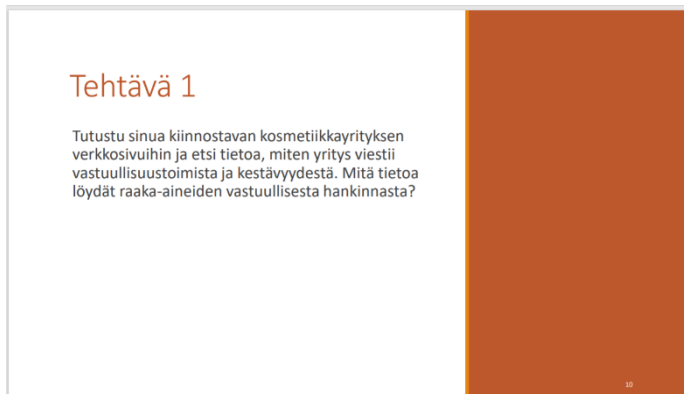 Tehtävä 1
Tutustu sinua kiinnostavan kosmetiikkayrityksen
verkkosivuihin ja etsi tietoa, miten yritys viestii
vastuullisuustoimista ja kestävyydestä. Mitä tietoa
löydät raaka-aineiden vastuullisesta hankinnasta?
10